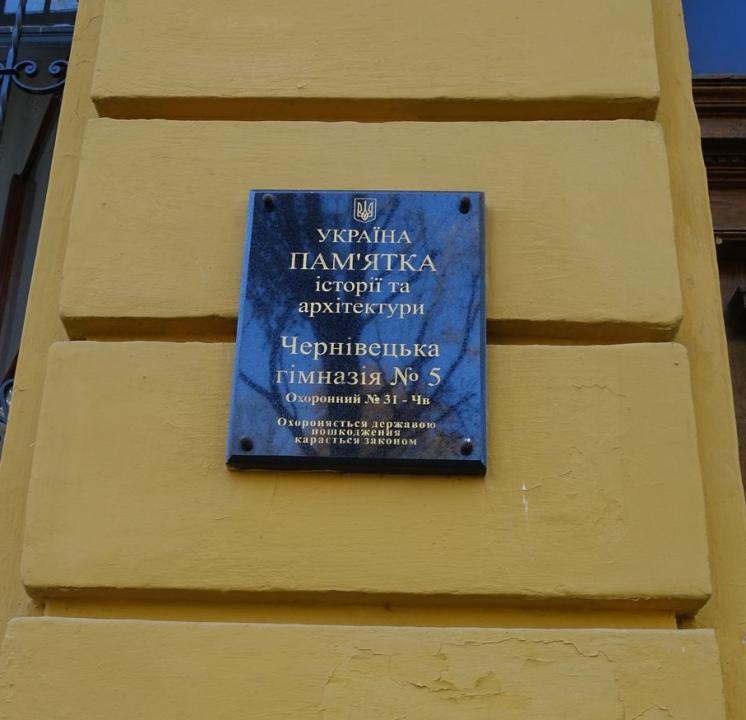 УКРАЇНА
ПАМ'ЯТКА
історії та
архітектури
Чернівецька
гімназія № 5
Охоронний № 31 - Чв
Охороняється державою
пошкодження
карається законом